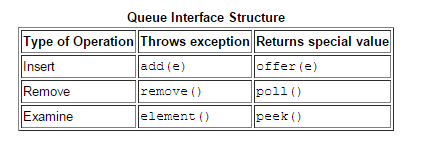 Queue Interface Structure
Type of Operation Throws exception Returns special value
Insert add(e) offer(e)
Remove remove() poll()
Examine element() peek()